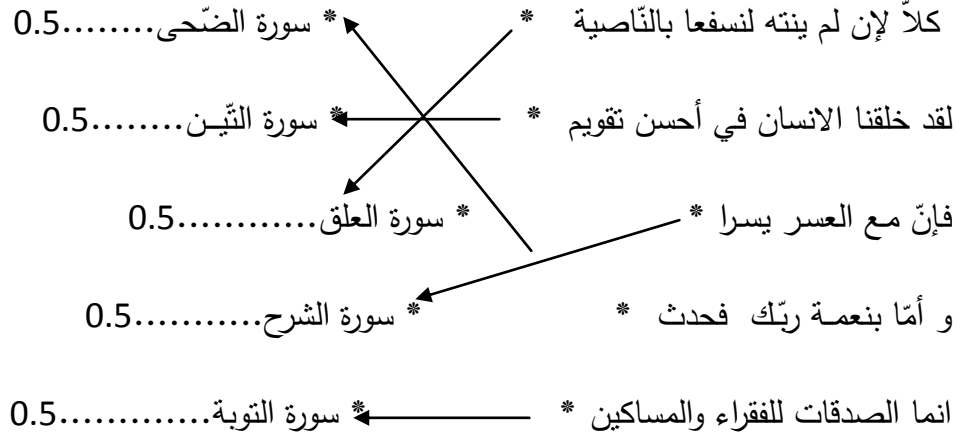 كلاّ لإن لم ينته لنسفعا بالنّاصية * * سورة الضّحى........0.5
لقد خلقنا الانسان في أحسن تقويم * * سورة التّيـن........0.5
فإنّ مـع العسر يسرا * * سورة العلق............0.5
و أمّا بنعمـة ربّـك فحدث * * سورة الشرح...........0.5
انما الصدقات للفقراء والمساكين * * سورة التوبة.............0.5